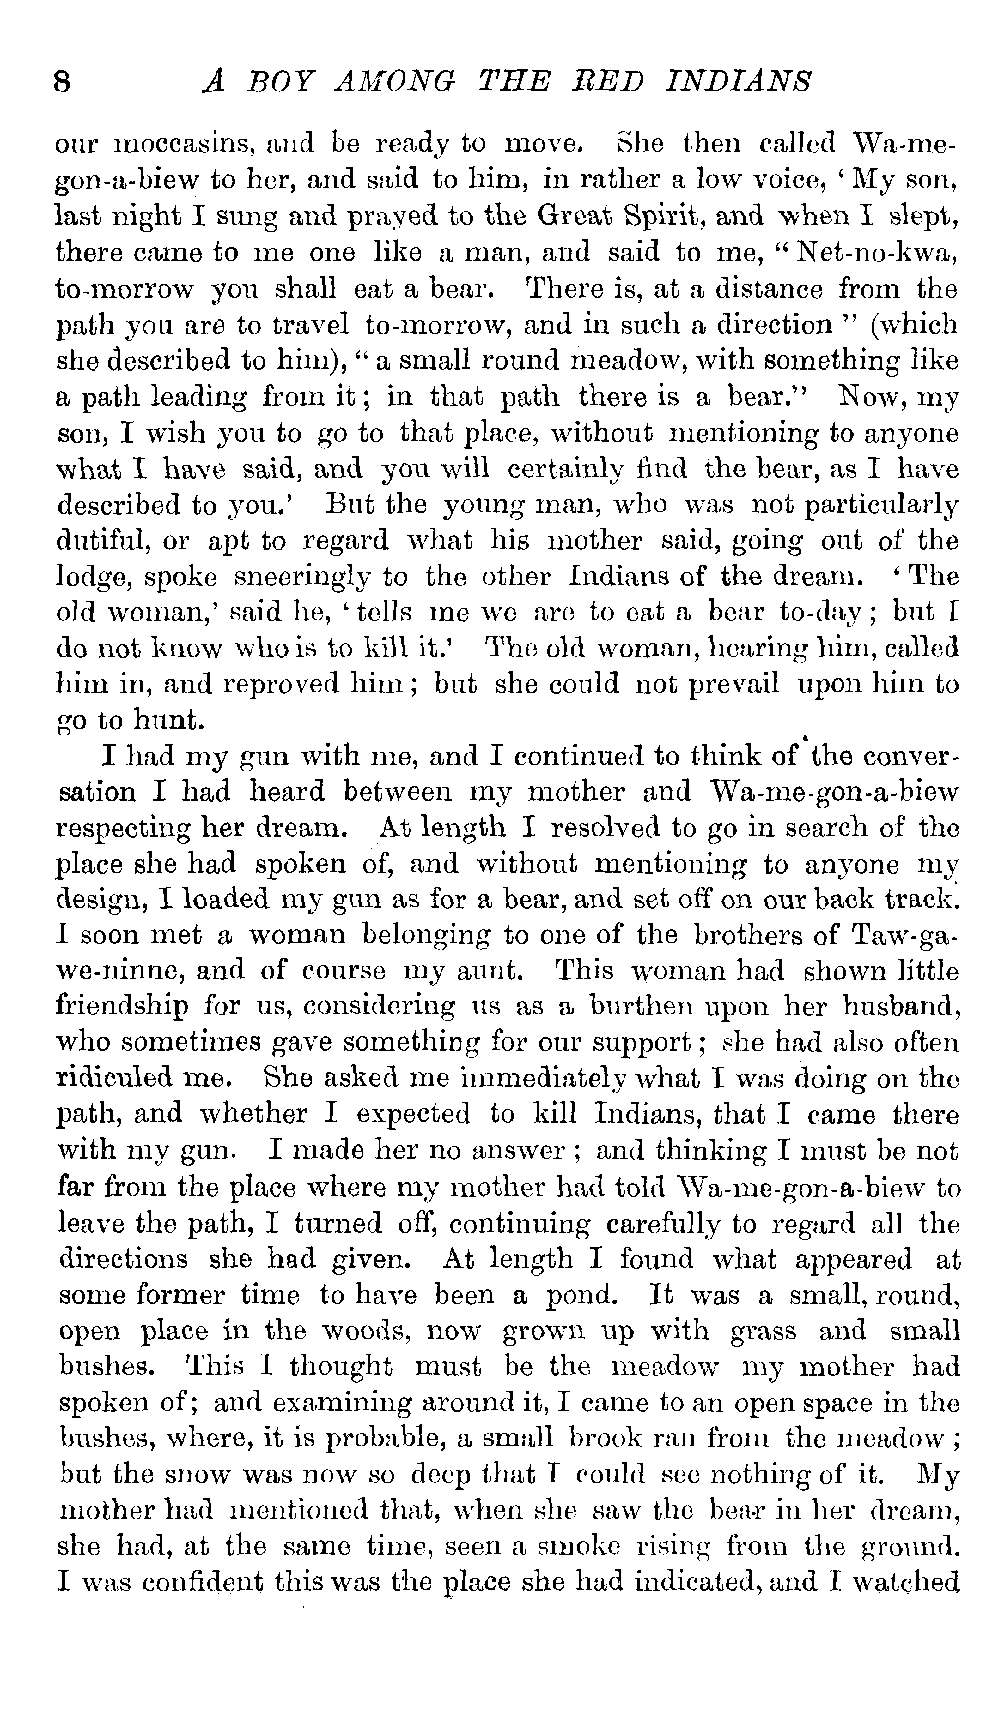 8 A BOY AMONG THE RED INDIANS
our moccasins, and be ready to move. She then called Wa-me-
gon-a-biew to her, and said to him, in rather a low voice, ‘ My son,
last night I sung and prayed to the Great Spirit, and when I slept,
there came to me one like a man, and said to me, “ Net-no-kwa,
to-morrow you shall eat a bear. There is, at a distance from the
path you are to travel to-morrow, and in such a direction ” (which
she described to him), “ a small round meadow, with something like
a path leading from it ; in that path there is a bear.” Now, my
son, I wish you to go to that place, without mentioning to anyone
what I have said, and you will certainly find the bear, as I have
described to you.’ But the young man, who was not particularly
dutiful, or apt to regard what his mother said, going out of the
lodge, spoke sneeringly to the other Indians of the dream. ‘ The
old woman,’ said he, ‘ tells me we are to eat a bear to-day ; but I
do not know who is to kill it.’ The old woman, hearing him, called
him in, and reproved him ; but she could not prevail upon him to
go to hunt.
I had my gun with me, and I continued to think of the conver-
sation I had heard between my mother and Wa-me-gon-a-biew
respecting her dream. At length I resolved to go in search of the
place she had spoken of, and without mentioning to anyone my
design, I loaded my gun as for a bear, and set off on our back track.
I soon met a woman belonging to one of the brothers of Taw-ga-
we-ninne, and of course my aunt. This woman had shown little
friendship for us, considering us as a burthen upon her husband,
who sometimes gave something for our support ; she had also often
ridiculed me. She asked me immediately what I was doing on the
path, and whether I expected to kill Indians, that I came there
with my gun. I made her no answer ; and thinking I must be not
far from the place where my mother had told Wa-me-gon-a-biew to
leave the path, I turned off, continuing carefully to regard all the
directions she had given. At length I found what appeared at
some former time to have been a pond. It was a small, round,
open place in the woods, now grown up with grass and small
bushes. This I thought must be the meadow my mother had
spoken of ; and examining around it, I came to an open space in the
bushes, where, it is probable, a small brook ran from the meadow ;
but the snow was now so deep that I could see nothing of it. My
mother had mentioned that, when she saw the bear in her dream,
she had, at the same time, seen a smoke rising from the ground.
I was confident this was the place she had indicated, and I watched